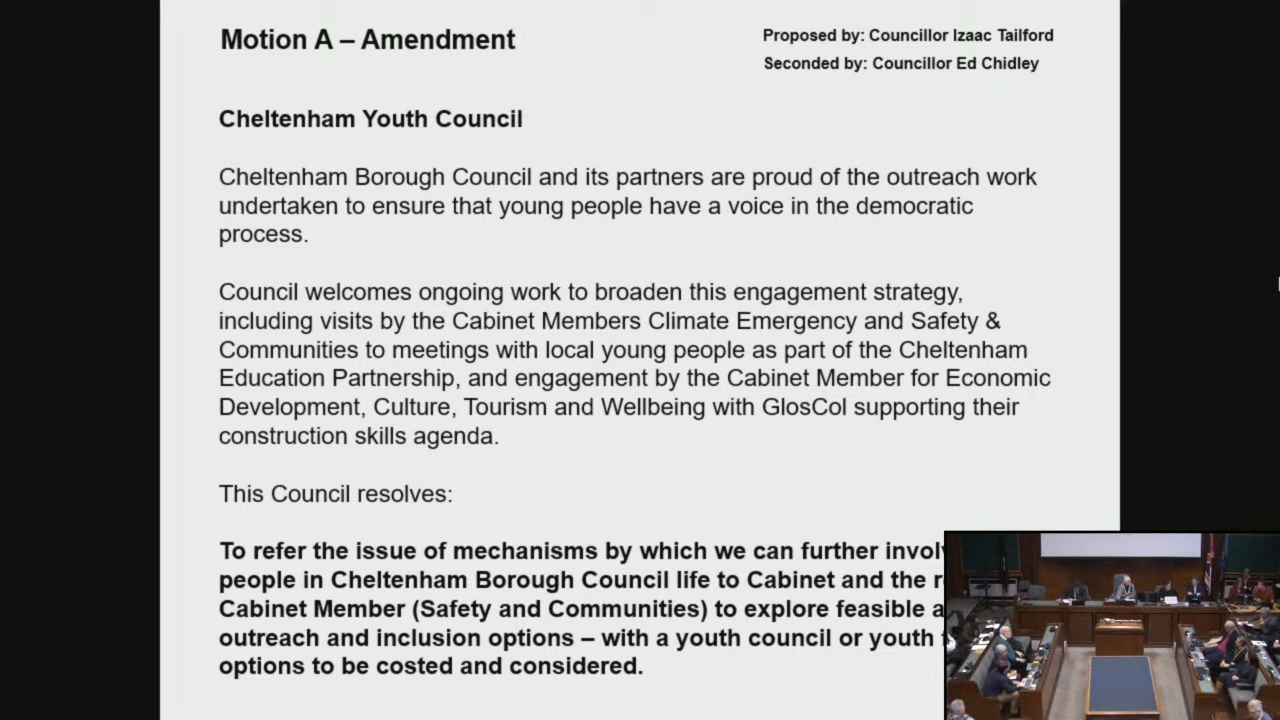 Motion A – Amendment
Proposed by: Councillor Izaac Tailford
Seconded by: Councillor Ed Chidley
Cheltenham Youth Council
Cheltenham Borough Council and its partners are proud of the outreach work
undertaken to ensure that young people have a voice in the democratic
process.
Council welcomes ongoing work to broaden this engagement strategy,
including visits by the Cabinet Members Climate Emergency and Safety &
Communities to meetings with local young people as part of the Cheltenham
Education Partnership, and engagement by the Cabinet Member for Economic
Development, Culture, Tourism and Wellbeing with GlosCol supporting their
construction skills agenda.
This Council resolves:
To refer the issue of mechanisms by which we can further
people in Cheltenham Borough Council life to Cabinet and the
Cabinet Member (Safety and Communities) to explore feasible
outreach and inclusion options – with a youth council or youth
options to be costed and considered.